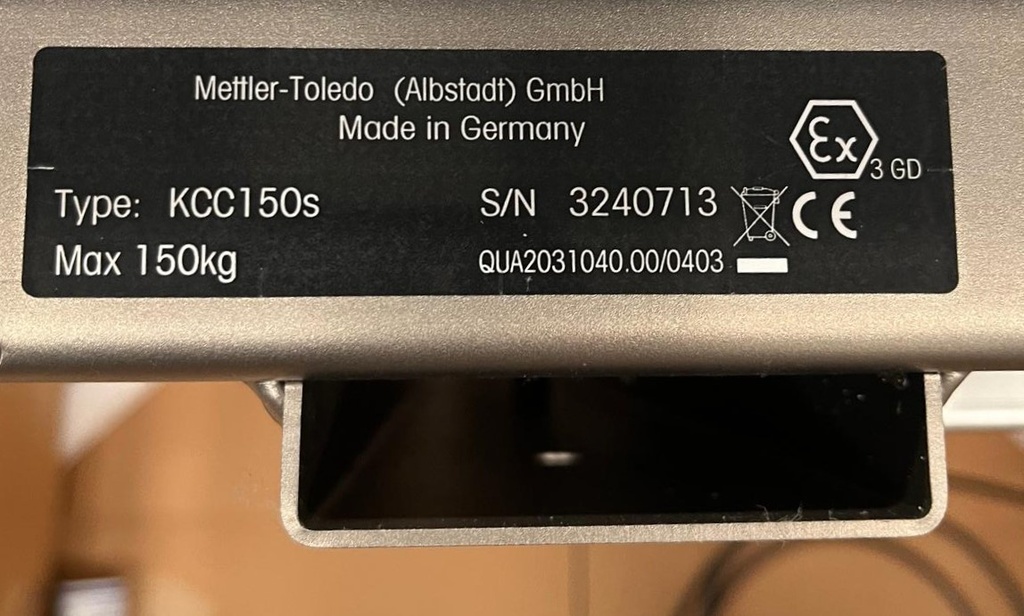 Mettler-Toledo (Albstadt) GmbH
Made in Germany
Ex 3 GD
Type: KCC150s S/N 3240713 CE
Max 150kg QUA2031040.00/0403